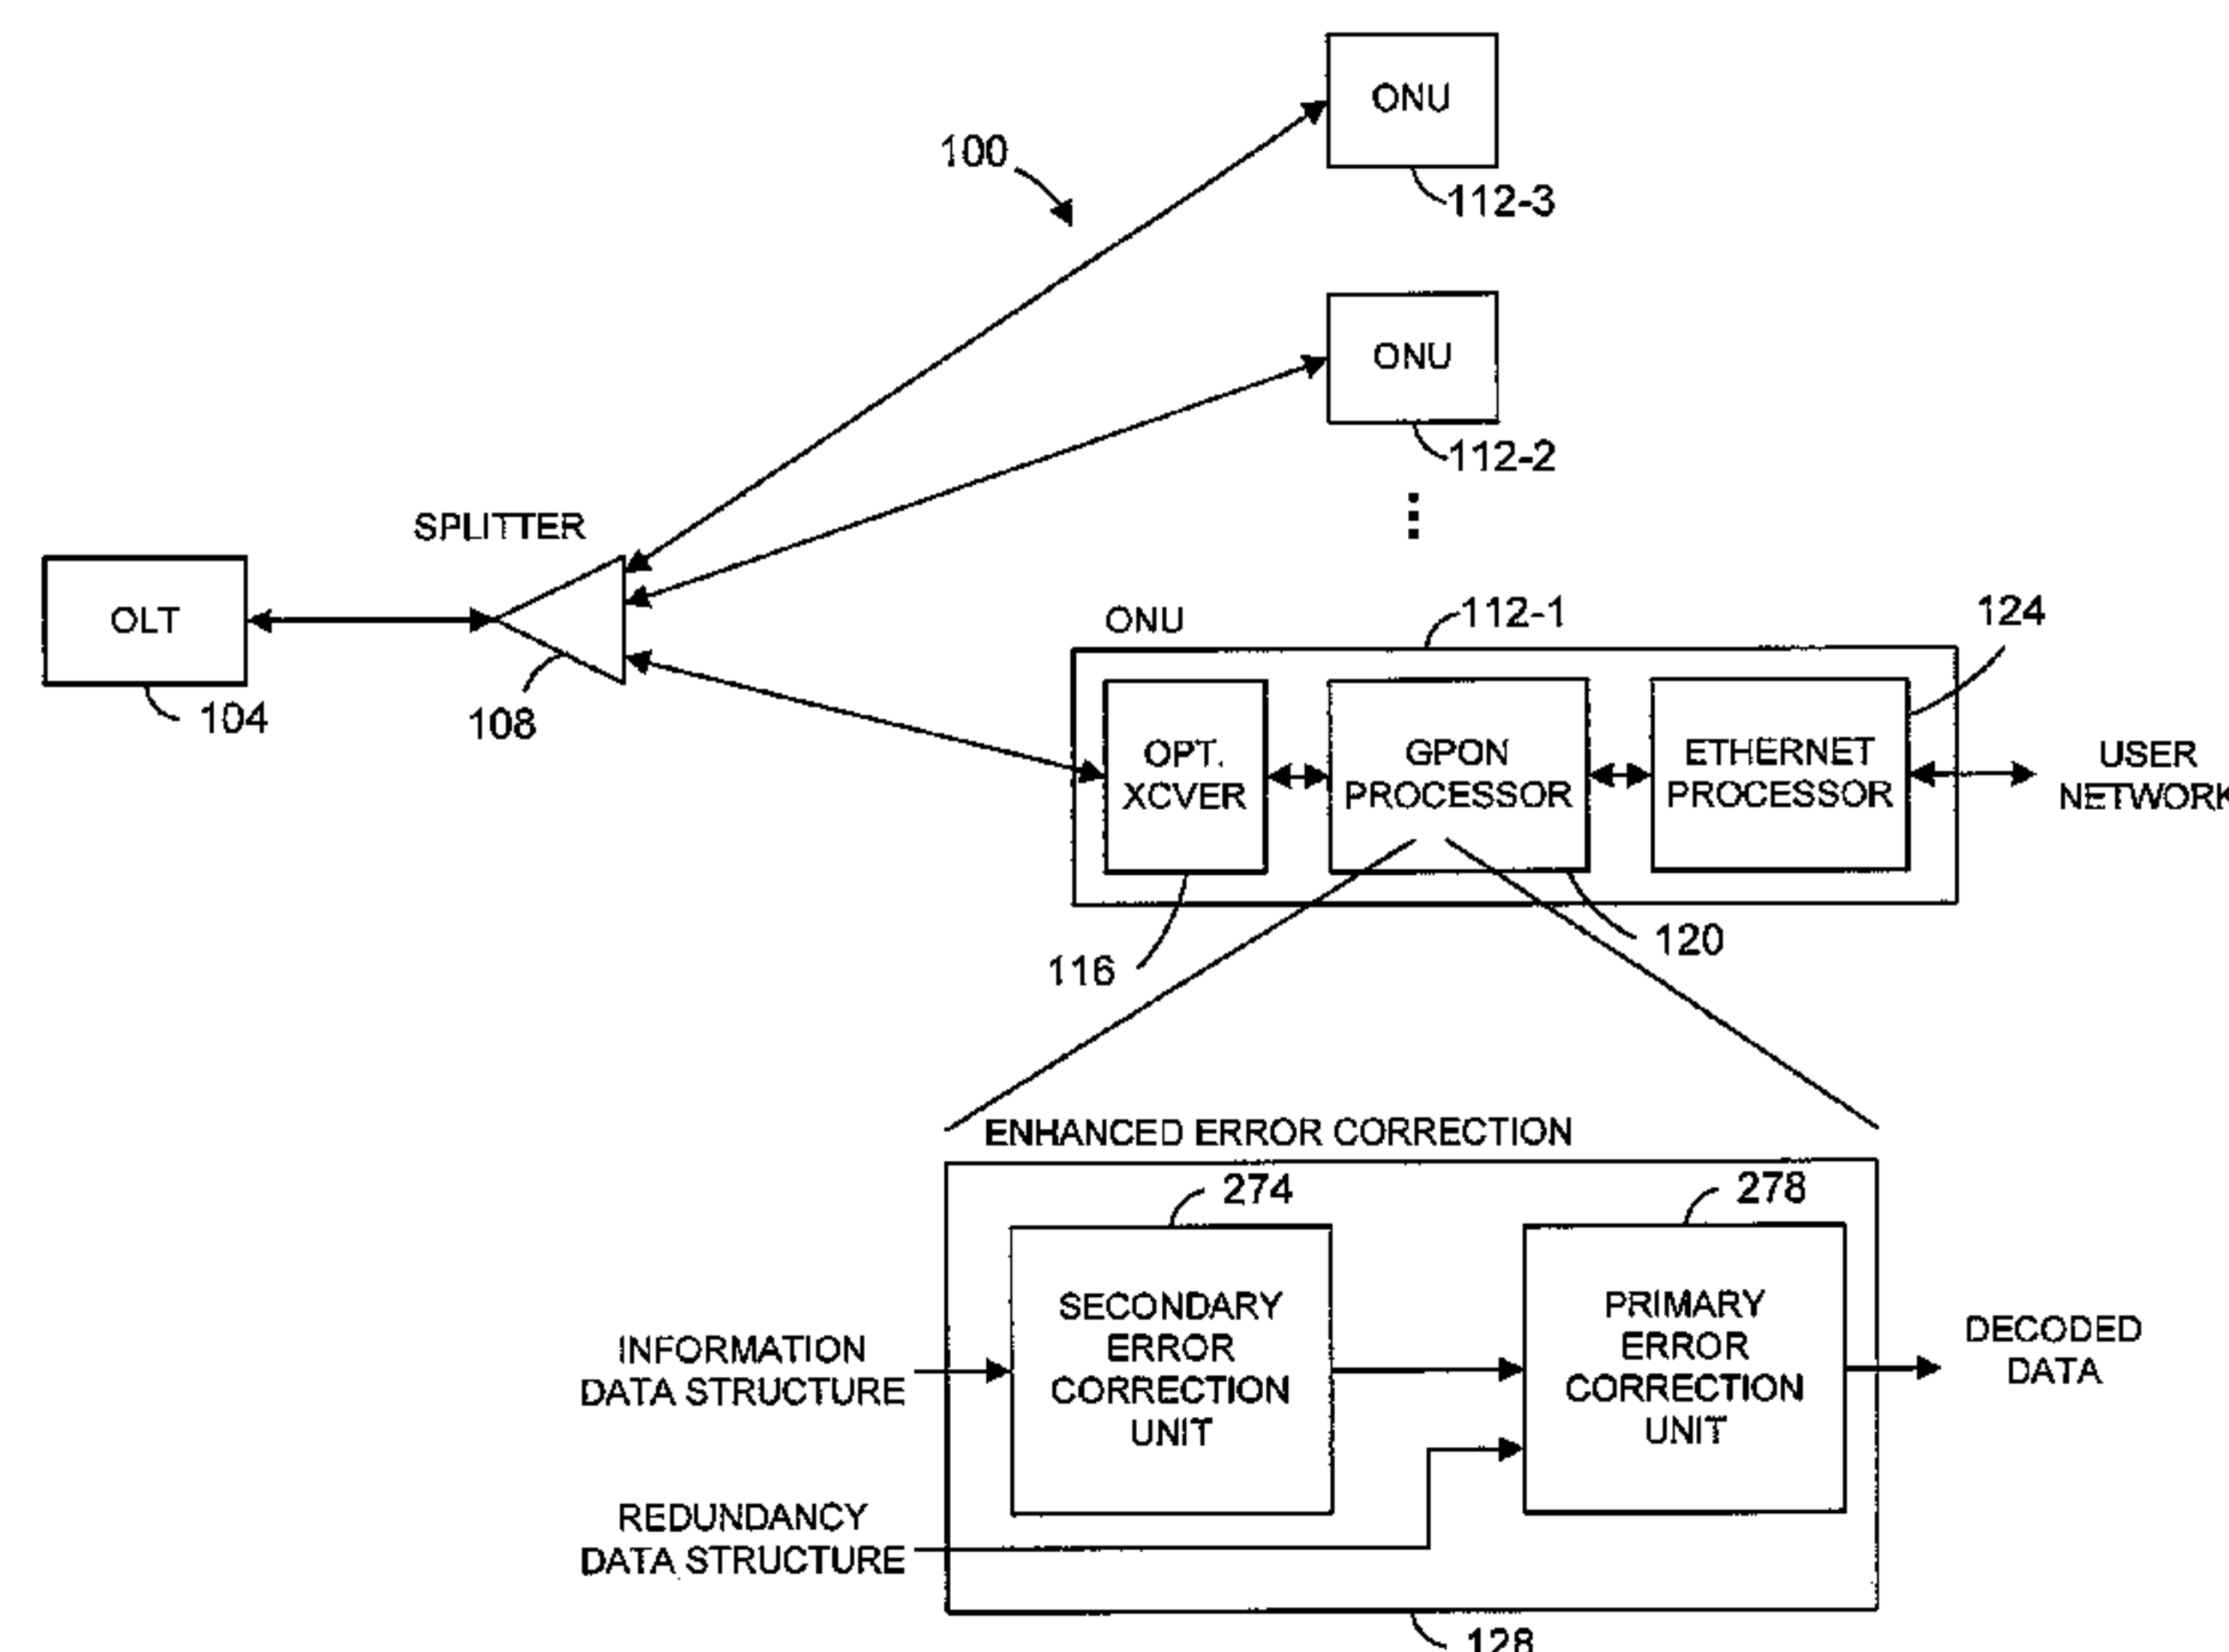 ONU
100
112-3
ONU
112-2
SPLITTER
OLT
104
108
ONU
112-1
124
OPT.
XCVER
GPON
PROCESSOR
ETHERNET
PROCESSOR
USER
NETWORK
116
120
ENHANCED ERROR CORRECTION
274
278
SECONDARY
ERROR
CORRECTION
UNIT
PRIMARY
ERROR
CORRECTION
UNIT
INFORMATION
DATA STRUCTURE
DECODED
DATA
REDUNDANCY
DATA STRUCTURE
128